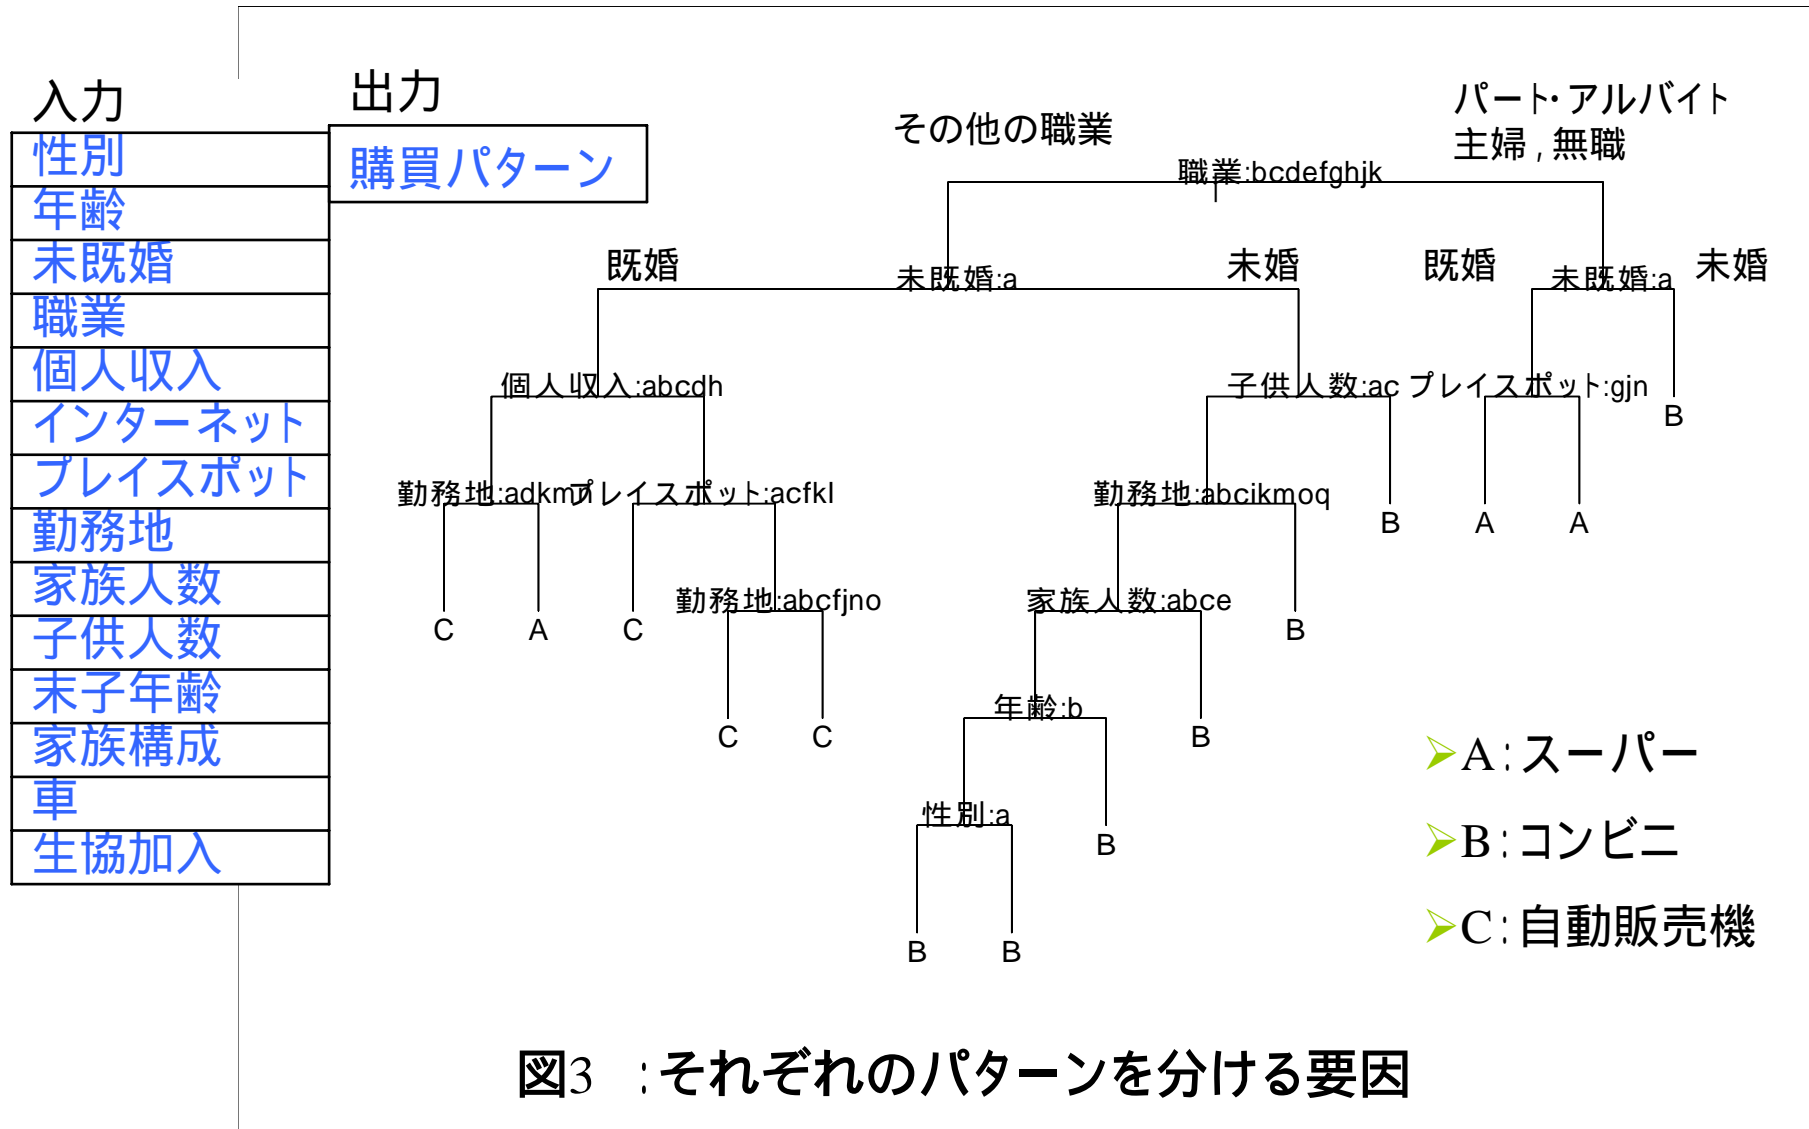 入力
性別
年齢
未既婚
職業
個人収入
インターネット
プレイスポット
勤務地
家族人数
子供人数
末子年齢
家族構成
車
生協加入
出力
購買パターン
その他の職業
パート・アルバイト
主婦,無職
職業:bcdefghjk
既婚
未既婚:a
未婚
既婚
未既婚:a
未婚
個人収入:abcdh
子供人数:ac
プレイスポット:gjn
B
勤務地:adkmn
プレイスポット:acfkl
勤務地:abcikmoq
B
A
A
C
A
C
勤務地:abcfjno
家族人数:abce
B
C
C
年齢:b
B
性別:a
B
B
B
A:スーパー
B:コンビニ
C:自動販売機
図3 :それぞれのパターンを分ける要因